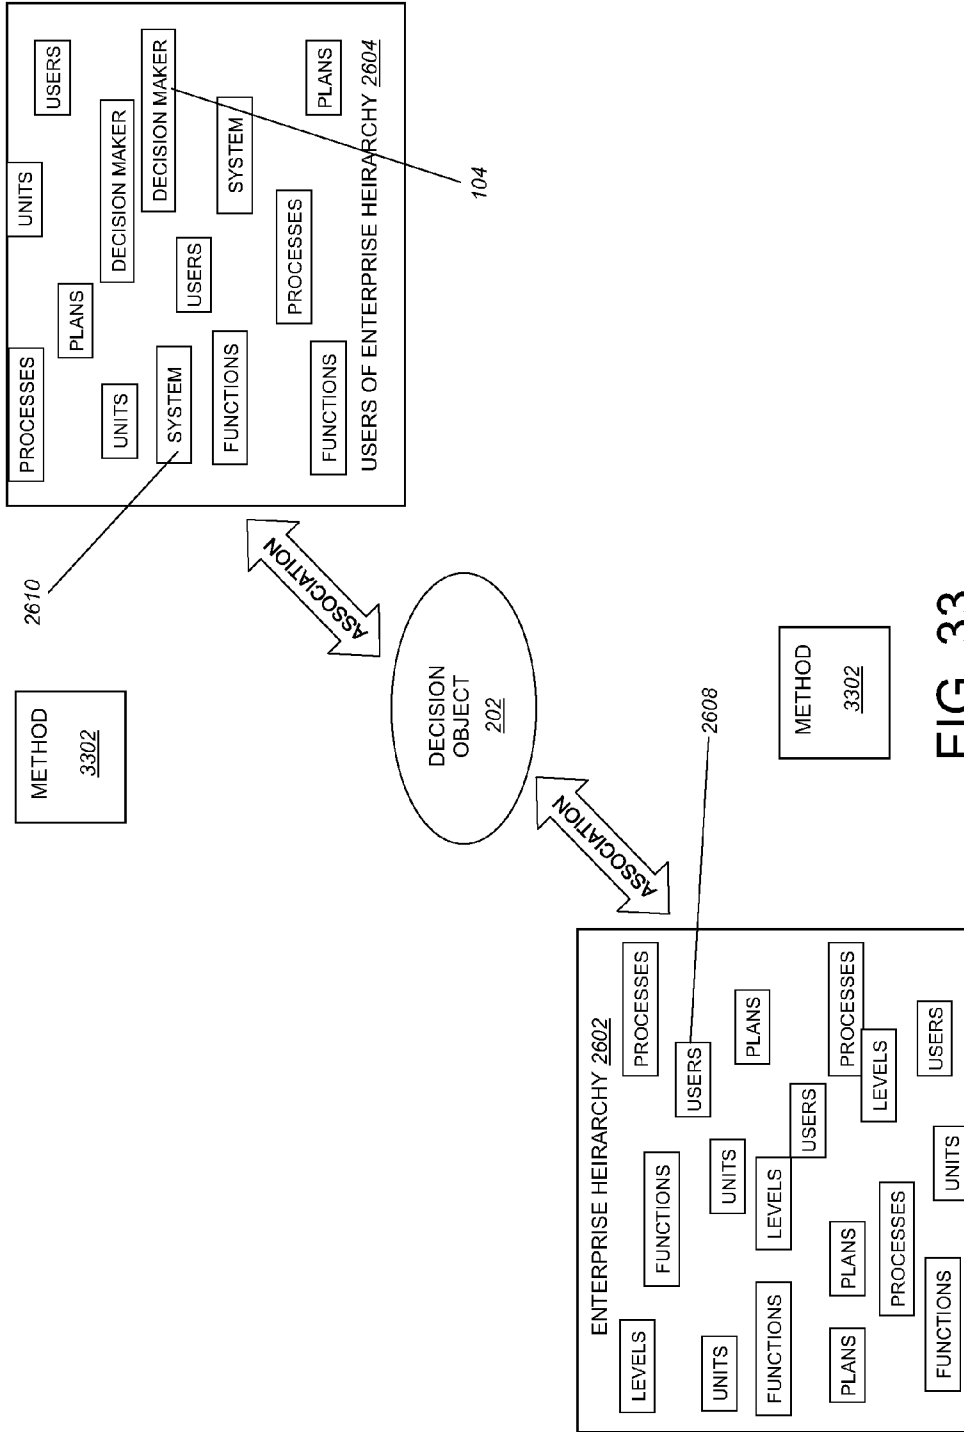 METHOD
3302
2610
PROCESSES
UNITS
USERS
PLANS
UNITS
DECISION MAKER
DECISION MAKER
SYSTEM
USERS
FUNCTIONS
SYSTEM
PROCESSES
FUNCTIONS
PLANS
USERS OF ENTERPRISE HEIRARCHY 2604
104
ASSOCIATION
DECISION
OBJECT
202
ASSOCIATION
2608
ENTERPRISE HEIRARCHY 2602
LEVELS
FUNCTIONS
PROCESSES
USERS
UNITS
UNITS
PLANS
FUNCTIONS
LEVELS
USERS
PLANS
PLANS
PROCESSES
LEVELS
PROCESSES
FUNCTIONS
UNITS
USERS
METHOD
3302
FIG. 33